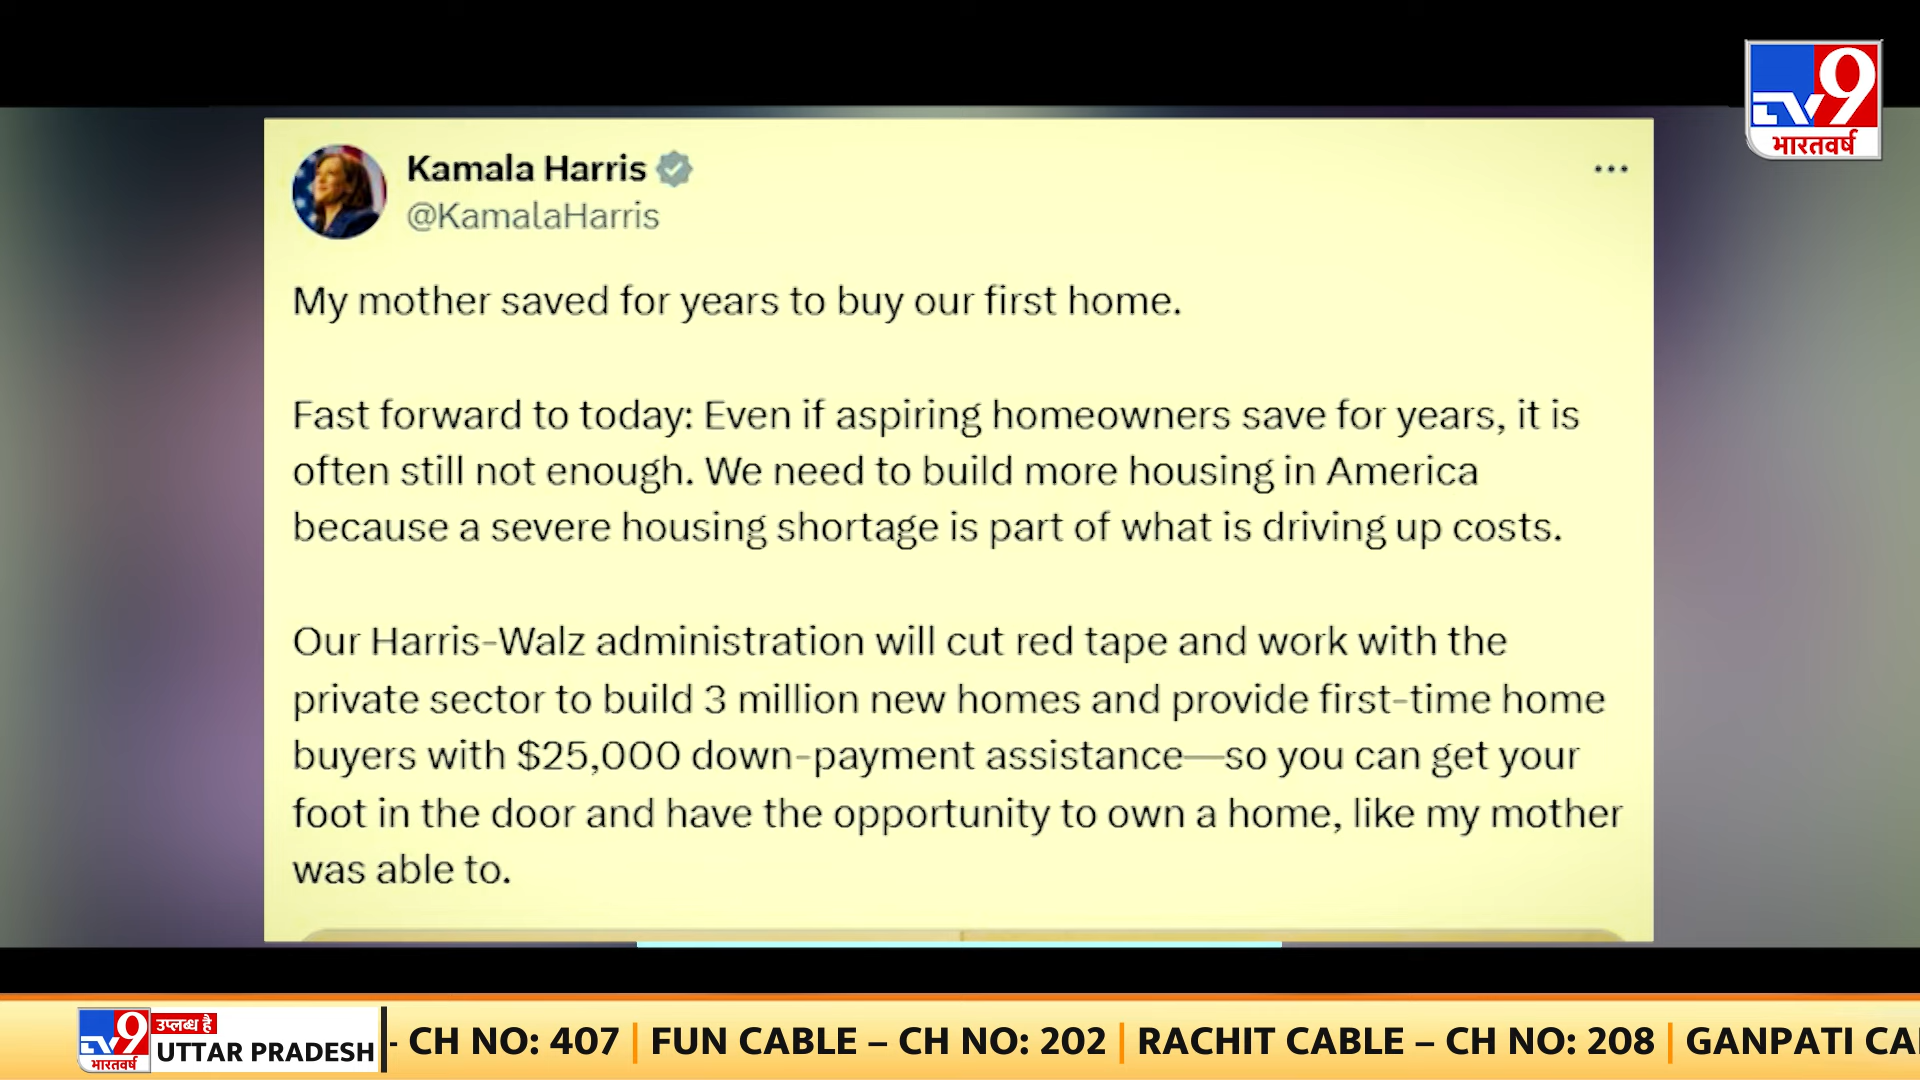 TV9
भारतवर्ष
Kamala Harris
@KamalaHarris
My mother saved for years to buy our first home.
Fast forward to today: Even if aspiring homeowners save for years, it is
often still not enough. We need to build more housing in America
because a severe housing shortage is part of what is driving up costs.
Our Harris-Walz administration will cut red tape and work with the
private sector to build 3 million new homes and provide first-time home
buyers with $25,000 down-payment assistance—so you can get your
foot in the door and have the opportunity to own a home, like my mother
was able to.
TV9
भारतवर्ष
उपलब्ध है
UTTAR PRADESH
- CH NO: 407 | FUN CABLE – CH NO: 202 | RACHIT CABLE – CH NO: 208 | GANPATI